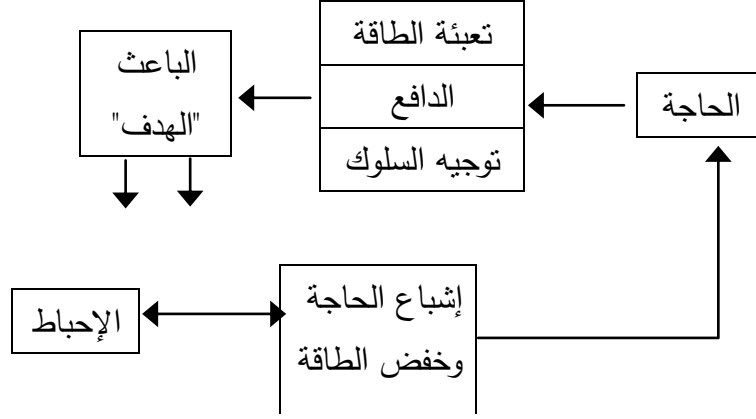 الحاجة
تعبئة الطاقة
الدافع
توجيه السلوك
الباعث
"الهدف"
إشباع الحاجة
وخفض الطاقة
الإحباط